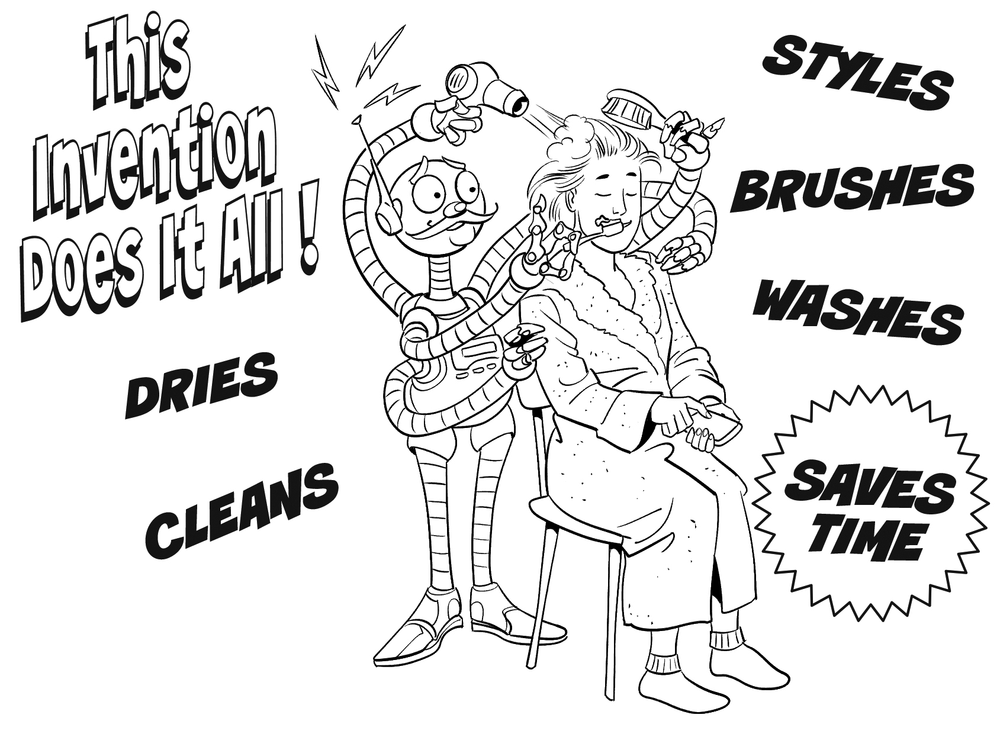 This
Invention
Does It All !
DRIES
CLEANS
STYLES
BRUSHES
WASHES
SAVES
TIME